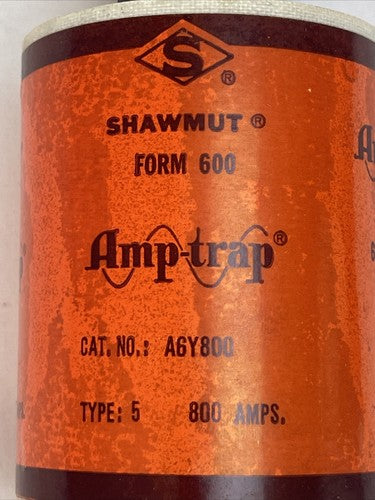 S ®
SHAWMUT ®
FORM 600
Amp-trap®
CAT. NO.: A6Y800
TYPE: 5 800 AMPS.